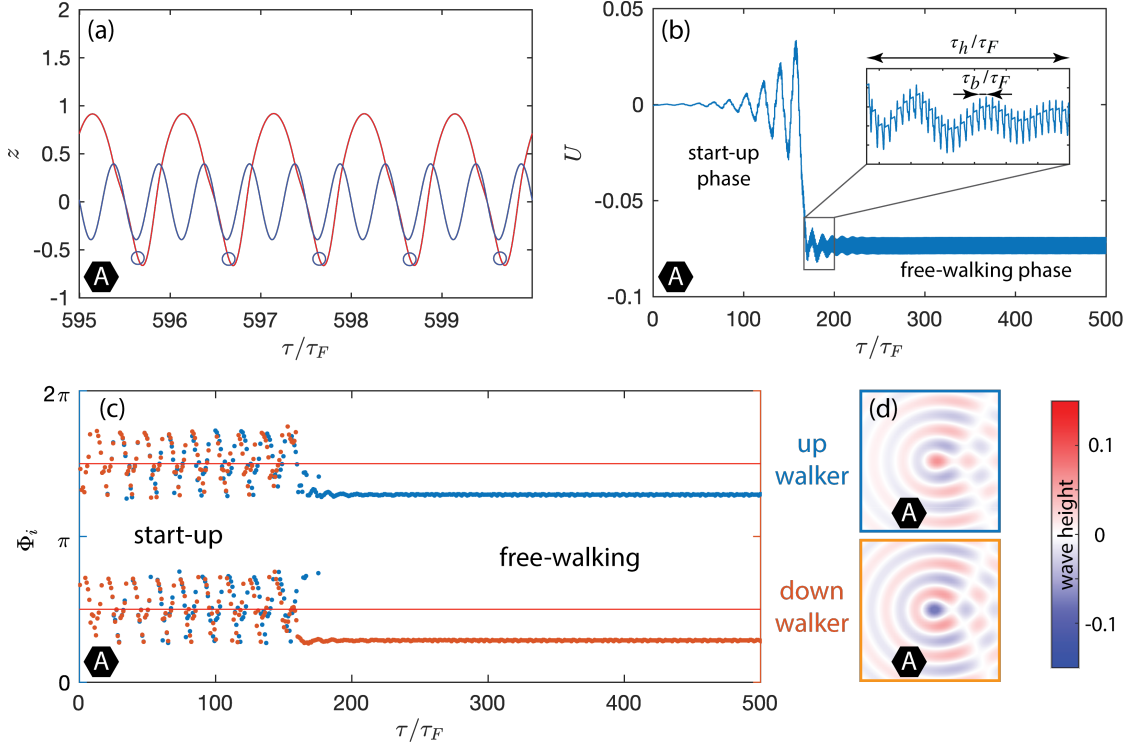 (a)
2
1.5
1
0.5
0
-0.5
-1
z
A
595
596
597
598
599
τ/τ_F
(b)
0.05
0
-0.05
-0.1
U
τ_h/τ_F
τ_b/τ_F
start-up
phase
free-walking phase
A
0
100
200
300
400
500
τ/τ_F
(c)
2π
π
0
Φ_i
start-up
free-walking
A
0
100
200
300
400
500
τ/τ_F
up
walker
down
walker
(d)
A
A
0.1
0
-0.1
wave height